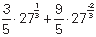 3/5 · 27^(1/3) + 9/5 · 27^(-2/3)